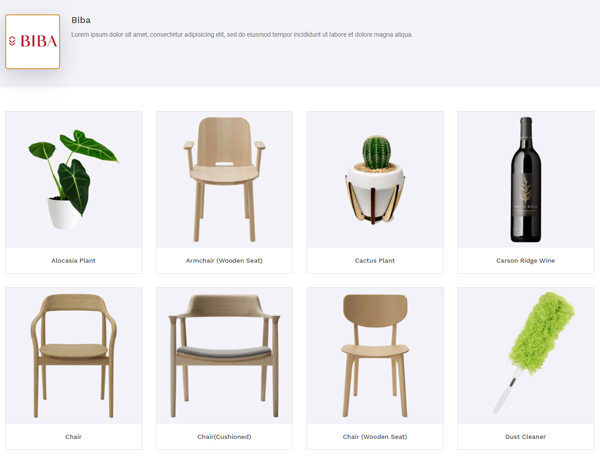 Biba
BIBA
Lorem ipsum dolor sit amet, consectetur adipisicing elit, sed do eiusmod tempor incididunt ut labore et dolore magna aliqua.
Alocasia Plant
Armchair (Wooden Seat)
Cactus Plant
Carson Ridge Wine
Chair
Chair(Cushioned)
Chair (Wooden Seat)
Dust Cleaner